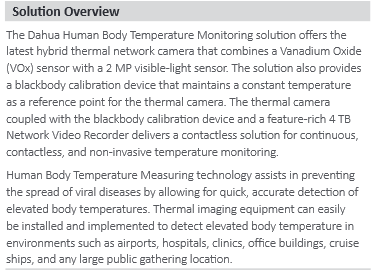 Solution Overview
The Dahua Human Body Temperature Monitoring solution offers the
latest hybrid thermal network camera that combines a Vanadium Oxide
(VOx) sensor with a 2 MP visible-light sensor. The solution also provides
a blackbody calibration device that maintains a constant temperature
as a reference point for the thermal camera. The thermal camera
coupled with the blackbody calibration device and a feature-rich 4 TB
Network Video Recorder delivers a contactless solution for continuous,
contactless, and non-invasive temperature monitoring.
Human Body Temperature Measuring technology assists in preventing
the spread of viral diseases by allowing for quick, accurate detection of
elevated body temperatures. Thermal imaging equipment can easily
be installed and implemented to detect elevated body temperature in
environments such as airports, hospitals, clinics, office buildings, cruise
ships, and any large public gathering location.